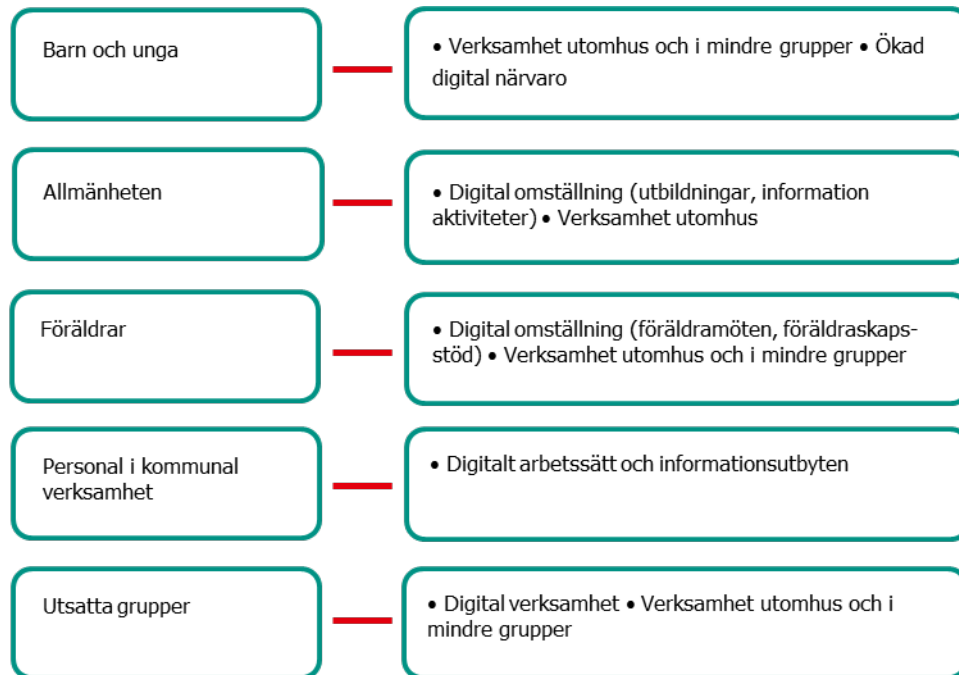 Barn och unga
• Verksamhet utomhus och i mindre grupper • Ökad
digital närvaro
Allmänheten
• Digital omställning (utbildningar, information
aktiviteter) • Verksamhet utomhus
Föräldrar
• Digital omställning (föräldramöten, föräldraskaps-
stöd) • Verksamhet utomhus och i mindre grupper
Personal i kommunal
verksamhet
• Digitalt arbetssätt och informationsutbyten
Utsatta grupper
• Digital verksamhet • Verksamhet utomhus och i
mindre grupper